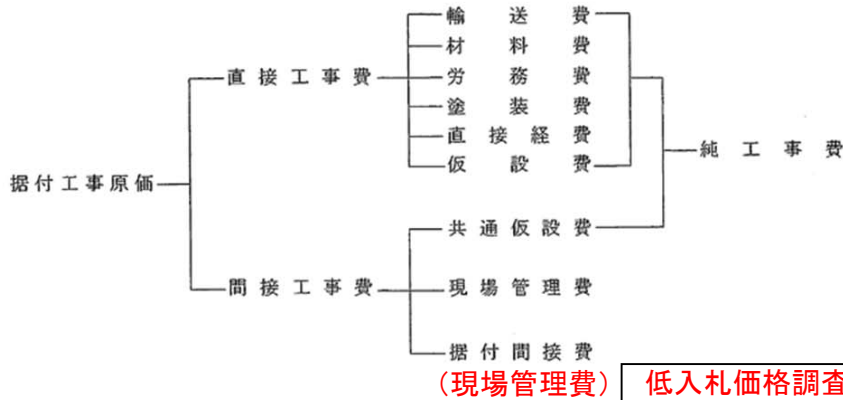 輸送費
材料費
直接工事費 労務費
塗装費
直接経費
純工事費
仮設費
据付工事原価
共通仮設費
間接工事費 現場管理費
据付間接費
(現場管理費) 低入札価格調査